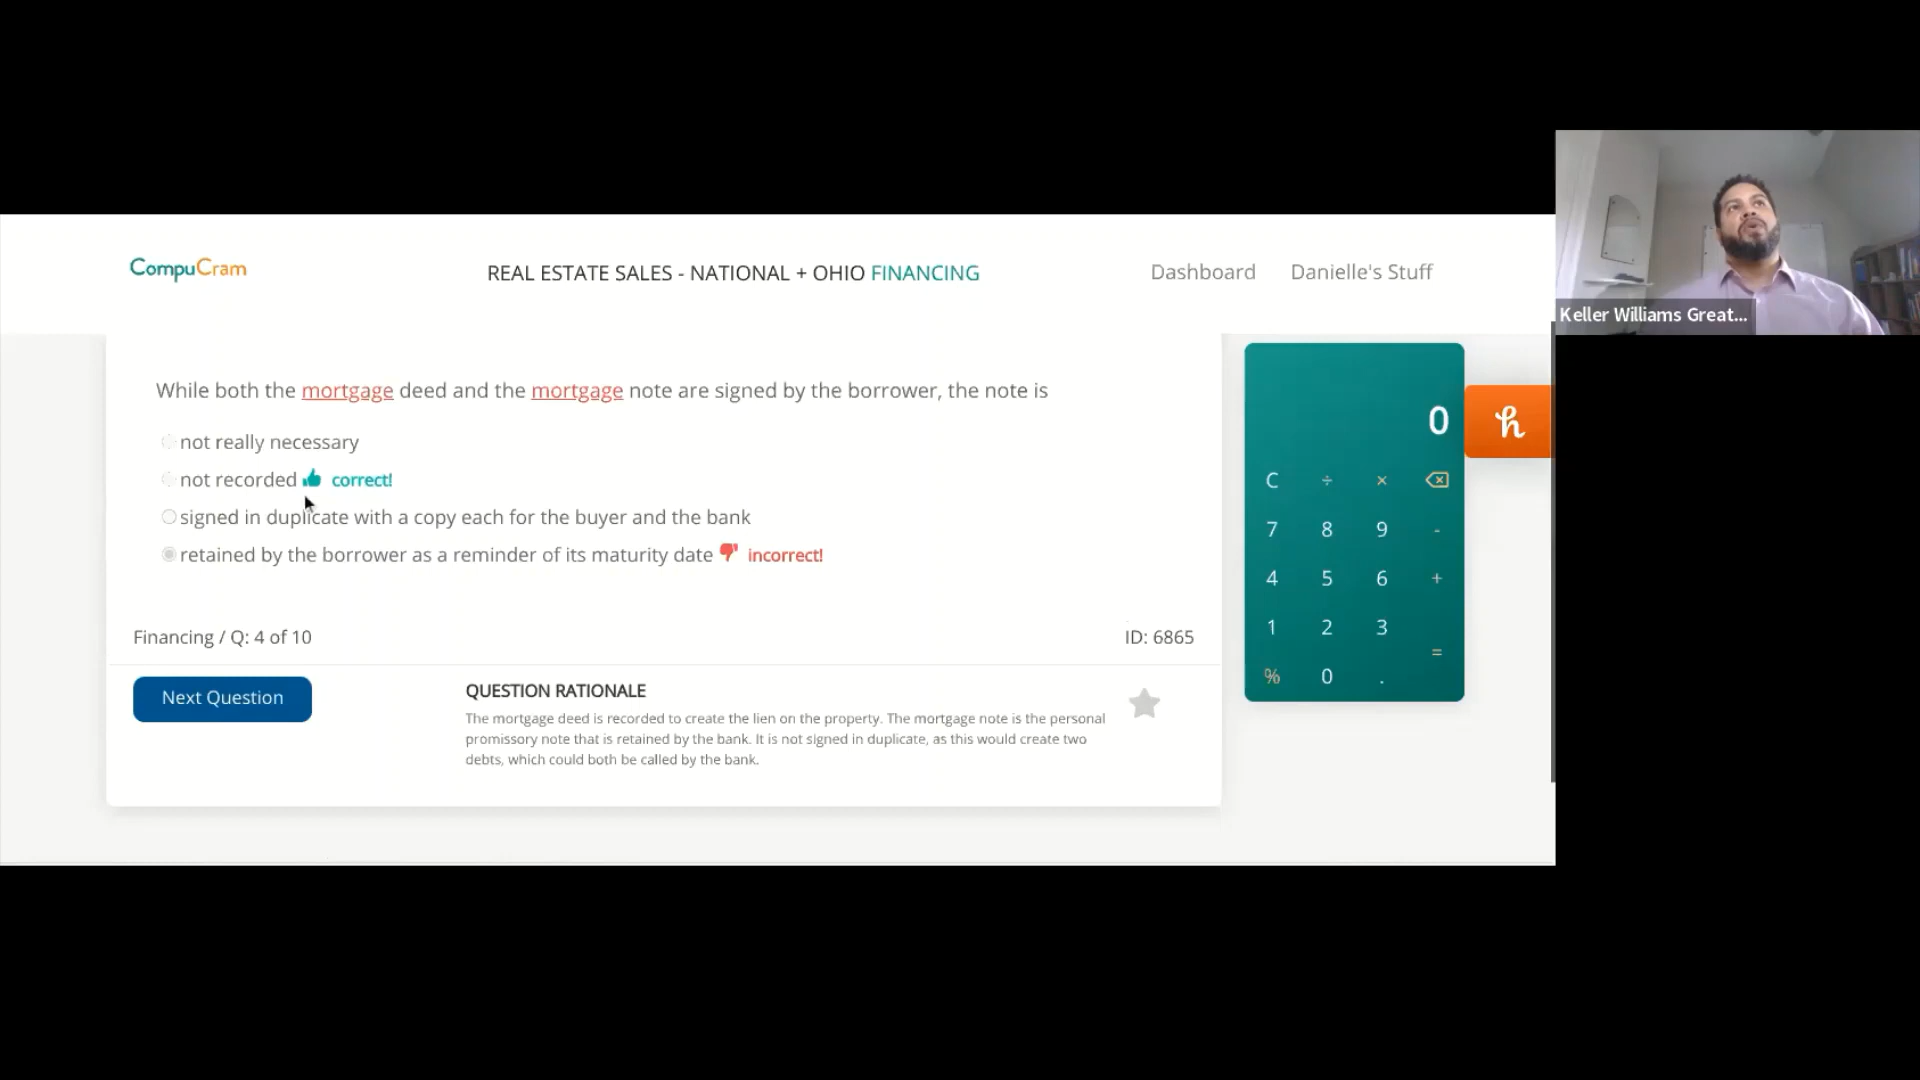 CompuCram
REAL ESTATE SALES - NATIONAL + OHIO FINANCING
Dashboard
Danielle's Stuff
Keller Williams Great...
While both the mortgage deed and the mortgage note are signed by the borrower, the note is
not really necessary
not recorded correct!
signed in duplicate with a copy each for the buyer and the bank
retained by the borrower as a reminder of its maturity date incorrect!
Financing / Q: 4 of 10
ID: 6865
Next Question
QUESTION RATIONALE
The mortgage deed is recorded to create the lien on the property. The mortgage note is the personal
promissory note that is retained by the bank. It is not signed in duplicate, as this would create two
debts, which could both be called by the bank.
0
h
C ÷ ×
7 8 9 -
4 5 6 +
1 2 3
=
% 0 .